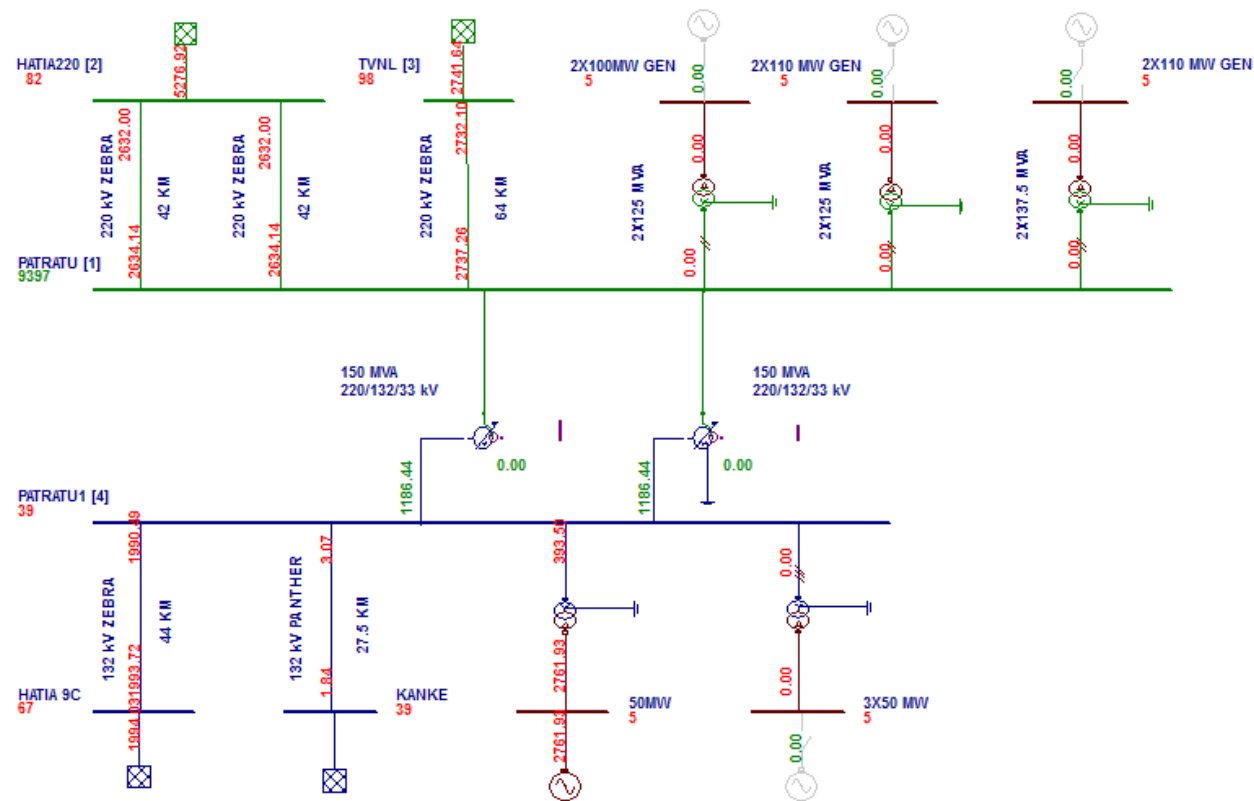 HATIA220 [2]
82
5276.92
TVNL [3]
98
2741.64
2X100MW GEN
5
0.00
2X110 MW GEN
5
0.00
2X110 MW GEN
5
0.00
220 kV ZEBRA
2632.00
42 KM
2634.14
220 kV ZEBRA
2632.00
42 KM
2634.14
220 kV ZEBRA
2732.10
64 KM
2737.26
2X125 MVA
0.00
0.00
2X125 MVA
0.00
0.00
2X137.5 MVA
0.00
0.00
PATRATU [1]
9397
150 MVA
220/132/33 kV
0.00
1186.44
150 MVA
220/132/33 kV
0.00
1186.44
PATRATU1 [4]
39
132 kV ZEBRA
44 KM
1993.72
132 kV PANTHER
3.07
27.5 KM
1.84
2761.93
0.00
0.00
HATIA 9C
67
KANKE
39
50MW
5
2761.93
3X50 MW
5
0.00